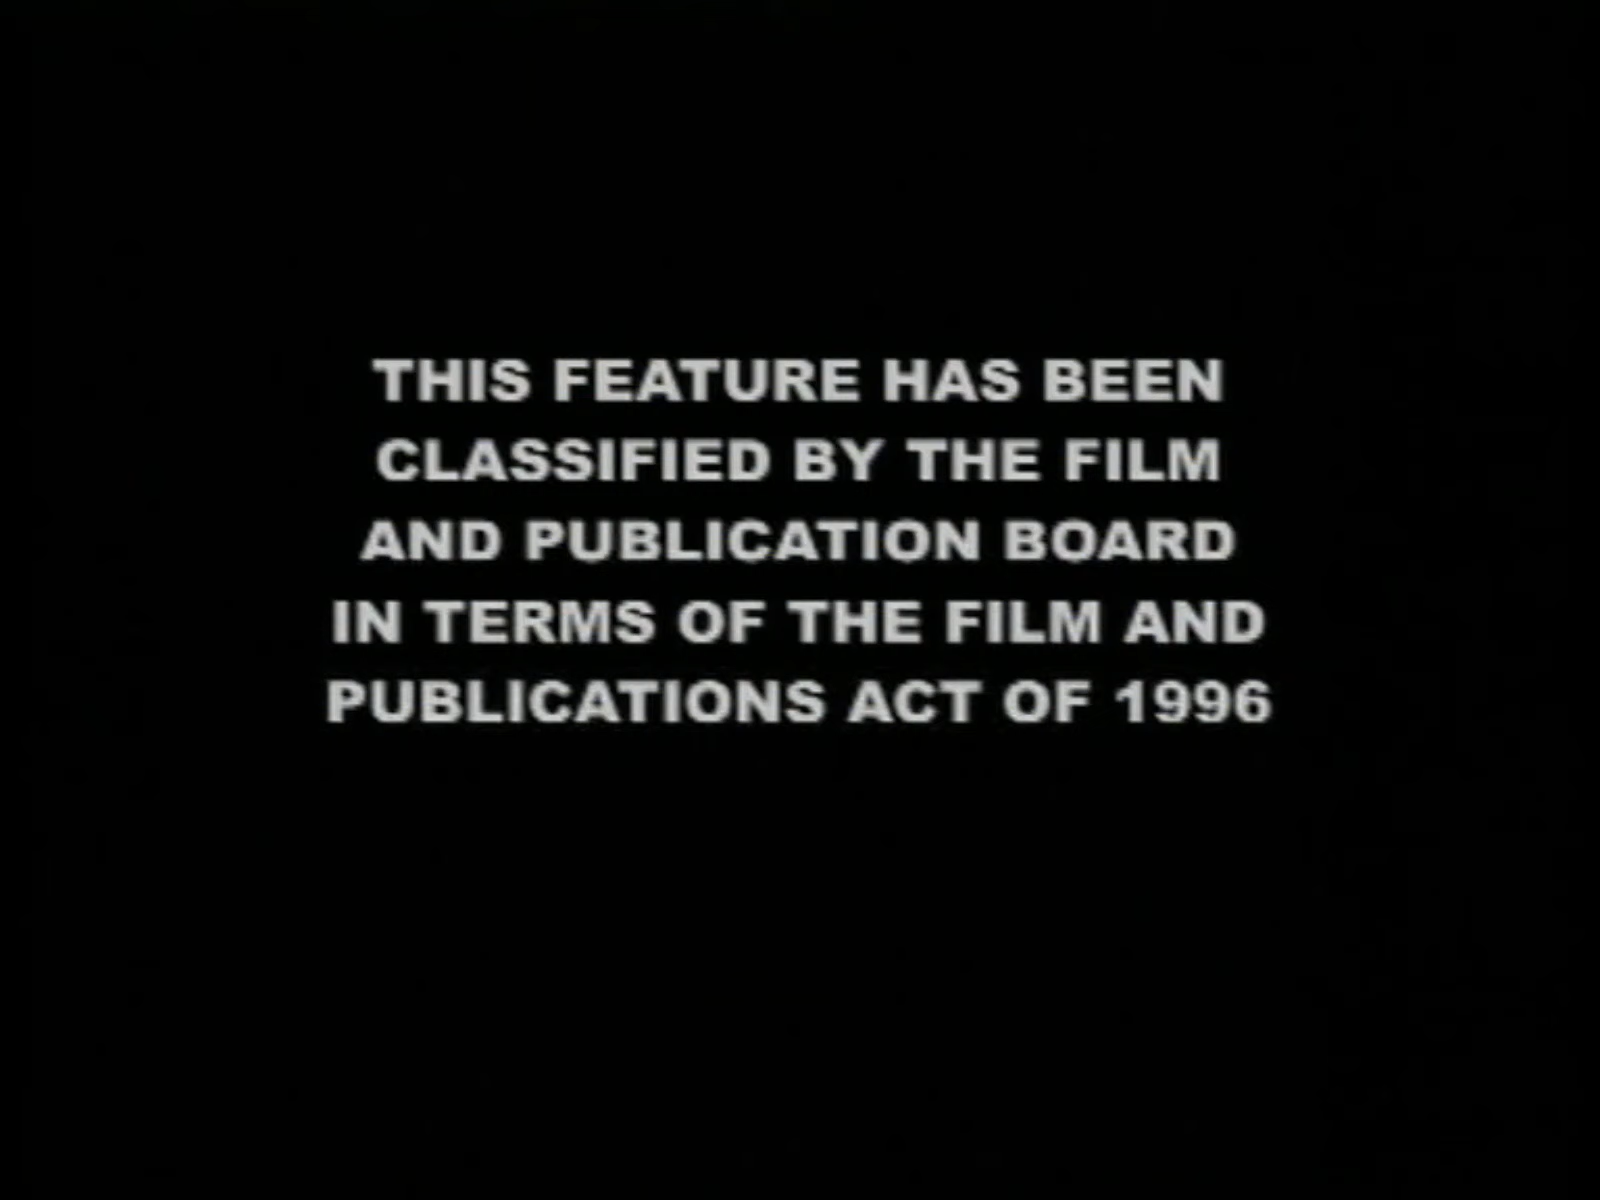 THIS FEATURE HAS BEEN
CLASSIFIED BY THE FILM
AND PUBLICATION BOARD
IN TERMS OF THE FILM AND
PUBLICATIONS ACT OF 1996